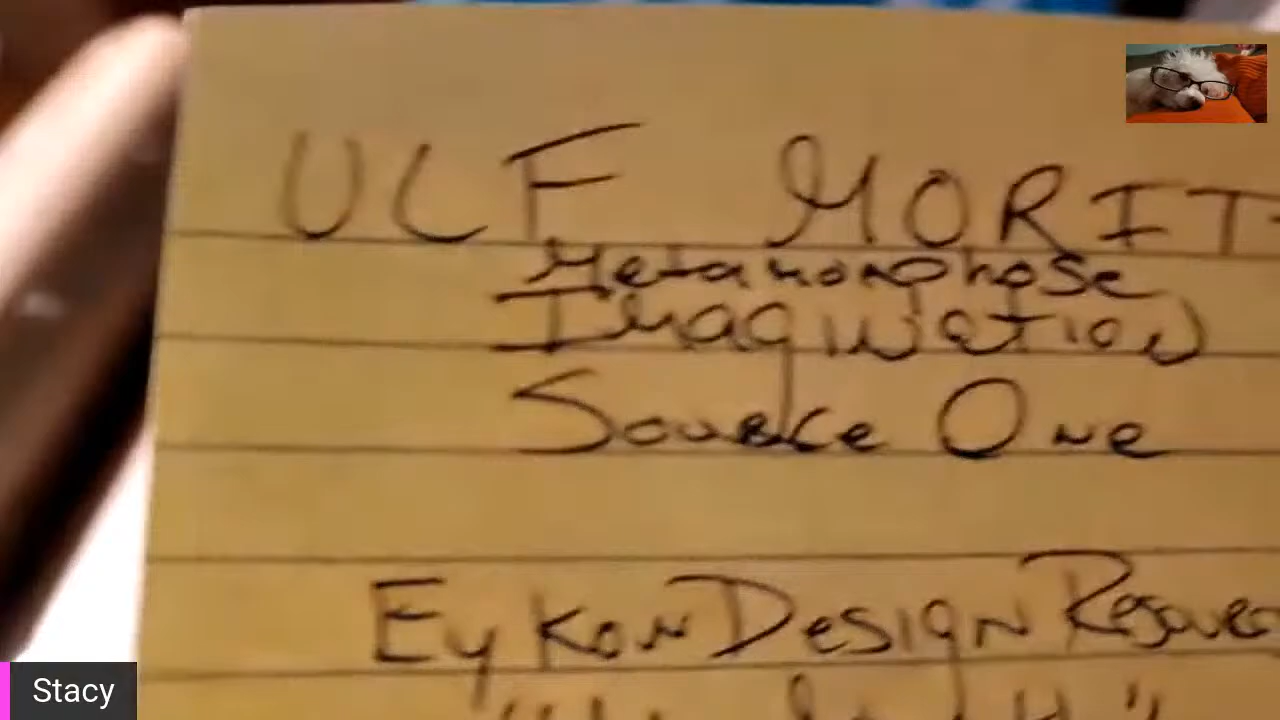 ULF MORIT
Metamorphose
Imagination
Source One
EyKon Design
Stacy